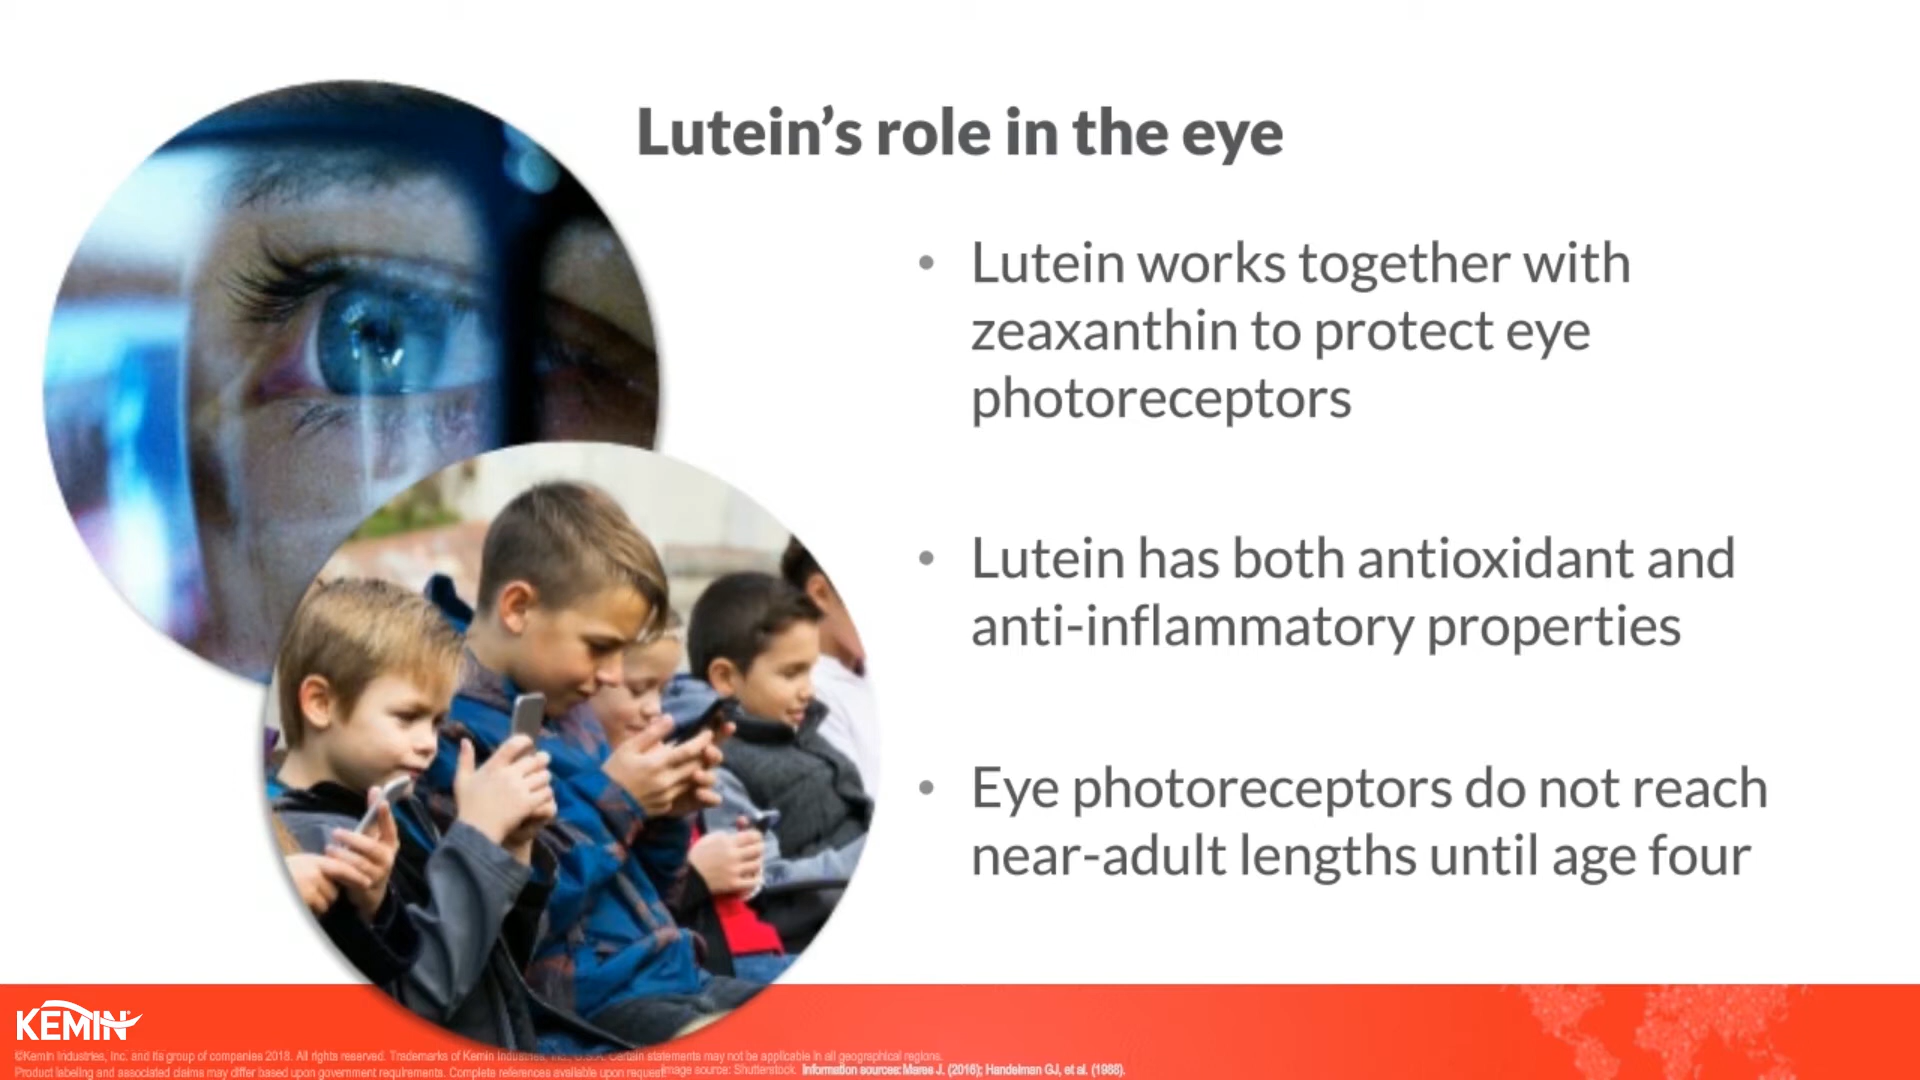 Lutein’s role in the eye
• Lutein works together with
zeaxanthin to protect eye
photoreceptors
• Lutein has both antioxidant and
anti-inflammatory properties
• Eye photoreceptors do not reach
near-adult lengths until age four
KEMIN
©Kemin Industries, Inc. and its group of companies 2018. All rights reserved. Trademarks of Kemin Industries, Inc., U.S.A. Certain statements may not be applicable in all geographical regions.
Product labeling and associated claims may differ based upon government requirements. Complete references available upon request.
Image source: Shutterstock. Information sources: Mares J. (2016); Handelman GJ, et al. (1988).